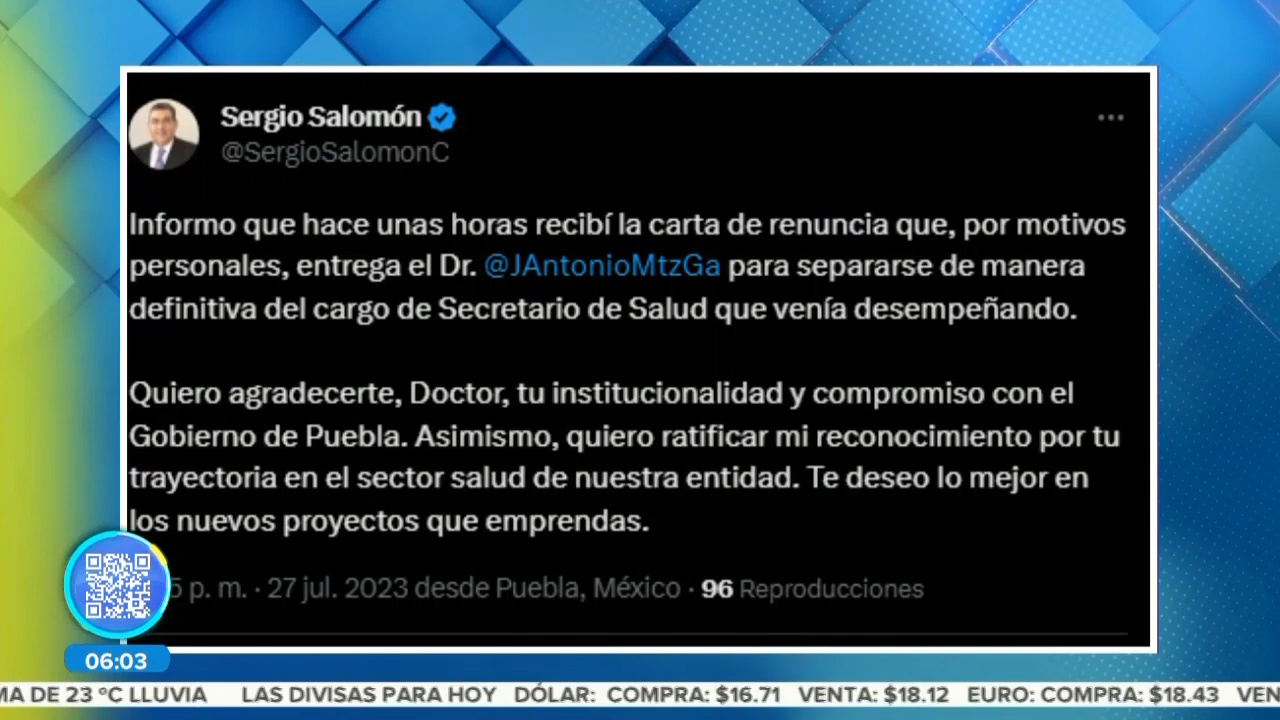 Sergio Salomón
@SergioSalomonC
Informo que hace unas horas recibí la carta de renuncia que, por motivos
personales, entrega el Dr. @JAntonioMtzGa para separarse de manera
definitiva del cargo de Secretario de Salud que venía desempeñando.
Quiero agradecerte, Doctor, tu institucionalidad y compromiso con el
Gobierno de Puebla. Asimismo, quiero ratificar mi reconocimiento por tu
trayectoria en el sector salud de nuestra entidad. Te deseo lo mejor en
los nuevos proyectos que emprendas.
5 p. m. · 27 jul. 2023 desde Puebla, México · 96 Reproducciones
06:03
MA DE 23 °C LLUVIA LAS DIVISAS PARA HOY DÓLAR: COMPRA: $16.71 VENTA: $18.12 EURO: COMPRA: $18.43 VEN